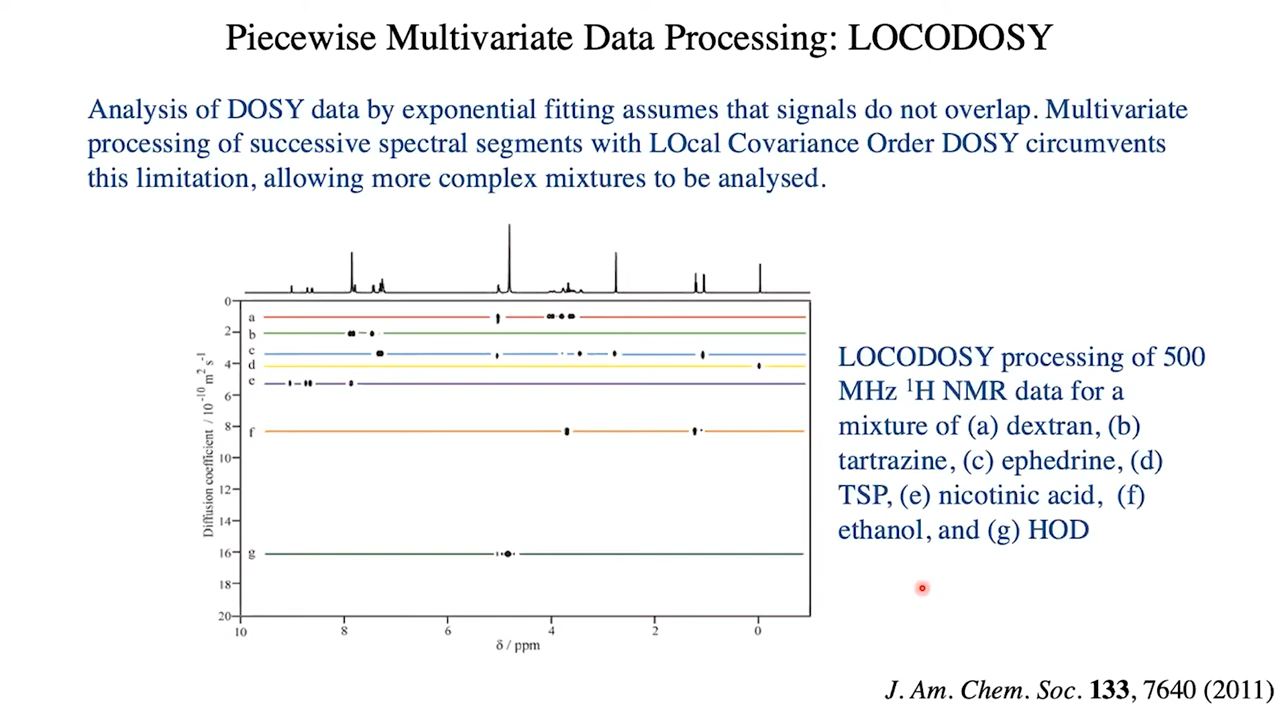 Piecewise Multivariate Data Processing: LOCODOSY
Analysis of DOSY data by exponential fitting assumes that signals do not overlap. Multivariate
processing of successive spectral segments with LOcal Covariance Order DOSY circumvents
this limitation, allowing more complex mixtures to be analysed.
0
a
2
b
c
d
4
e
6
8
f
10
12
14
16
g
18
20
Diffusion coefficient / 10⁻¹⁰ m² s⁻¹
10 8 6 4 2 0
δ / ppm
LOCODOSY processing of 500
MHz ¹H NMR data for a
mixture of (a) dextran, (b)
tartrazine, (c) ephedrine, (d)
TSP, (e) nicotinic acid, (f)
ethanol, and (g) HOD
J. Am. Chem. Soc. 133, 7640 (2011)